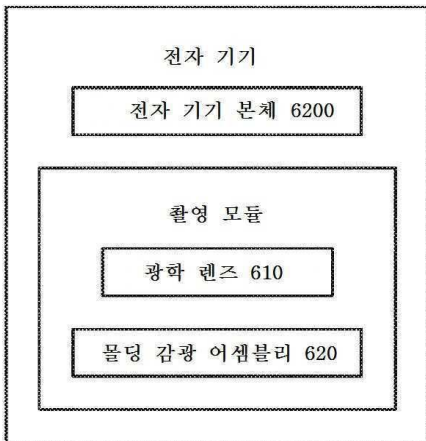 전자 기기
전자 기기 본체 6200
촬영 모듈
광학 렌즈 610
몰딩 감광 어셈블리 620